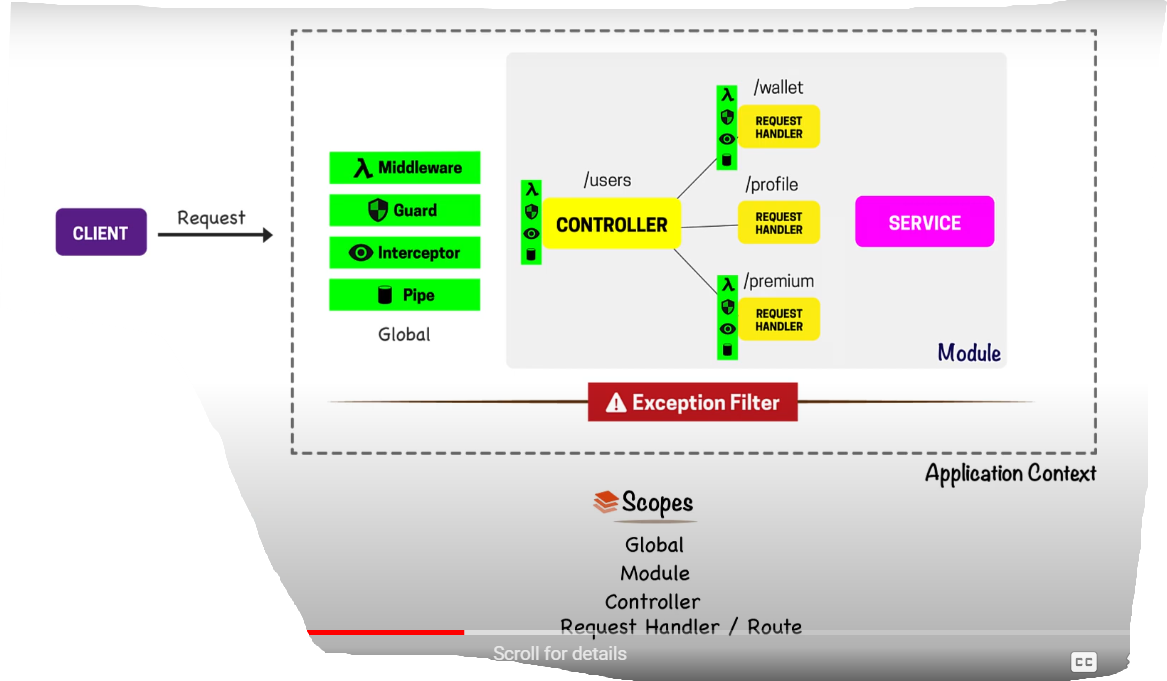 CLIENT
Request
Middleware
Guard
Interceptor
Pipe
Global
/users
CONTROLLER
/wallet
REQUEST
HANDLER
/profile
REQUEST
HANDLER
/premium
REQUEST
HANDLER
SERVICE
Module
Exception Filter
Application Context
Scopes
Global
Module
Controller
Request Handler / Route
Scroll for details
CC